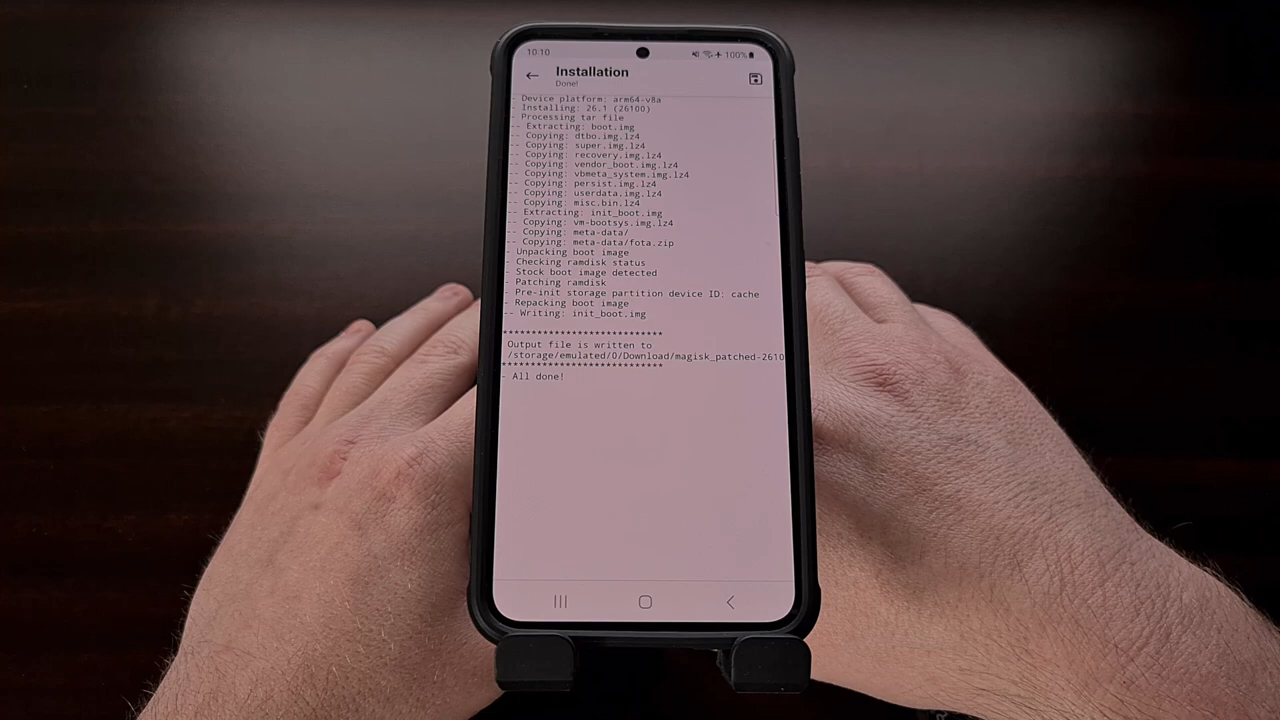 10:10
100%
Installation
Done!
- Device platform: arm64-v8a
- Installing: 26.1 (26100)
- Processing tar file
-- Extracting: boot.img
-- Copying: dtbo.img.lz4
-- Copying: super.img.lz4
-- Copying: recovery.img.lz4
-- Copying: vendor_boot.img.lz4
-- Copying: vbmeta_system.img.lz4
-- Copying: persist.img.lz4
-- Copying: userdata.img.lz4
-- Copying: misc.bin.lz4
-- Extracting: init_boot.img
-- Copying: vm-bootsys.img.lz4
-- Copying: meta-data/
-- Copying: meta-data/fota.zip
- Unpacking boot image
- Checking ramdisk status
- Stock boot image detected
- Patching ramdisk
- Pre-init storage partition device ID: cache
- Repacking boot image
-- Writing: init_boot.img
****************************
Output file is written to
/storage/emulated/0/Download/magisk_patched-2610
****************************
- All done!